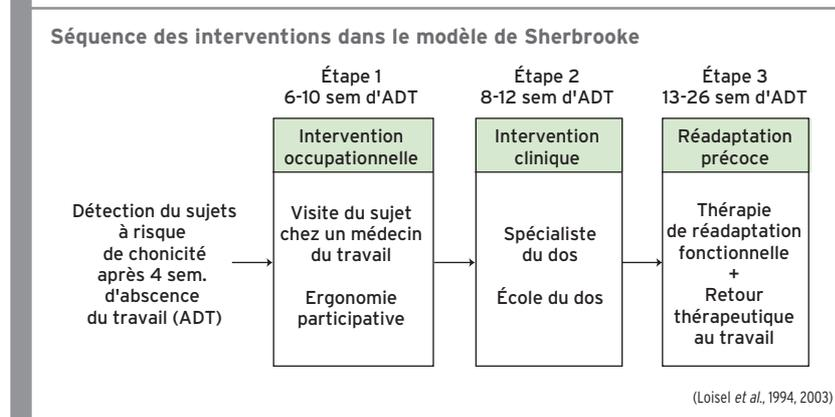 Séquence des interventions dans le modèle de Sherbrooke
Détection du sujets
à risque
de chonicité
après 4 sem.
d'abscence
du travail (ADT)
Étape 1
6-10 sem d'ADT
Intervention
occupationnelle
Visite du sujet
chez un médecin
du travail
Ergonomie
participative
Étape 2
8-12 sem d'ADT
Intervention
clinique
Spécialiste
du dos
École du dos
Étape 3
13-26 sem d'ADT
Réadaptation
précoce
Thérapie
de réadaptation
fonctionnelle
+
Retour
thérapeutique
au travail
(Loisel et al., 1994, 2003)